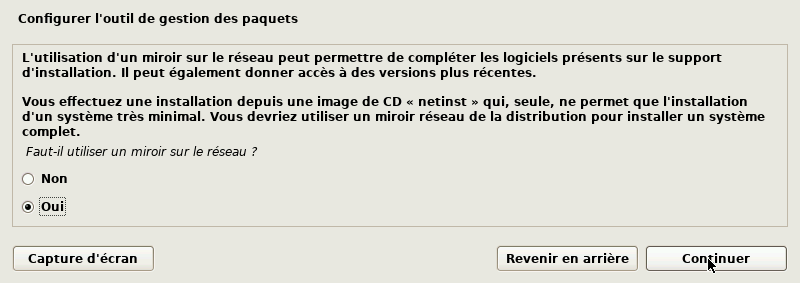 Configurer l'outil de gestion des paquets
L'utilisation d'un miroir sur le réseau peut permettre de compléter les logiciels présents sur le support
d'installation. Il peut également donner accès à des versions plus récentes.
Vous effectuez une installation depuis une image de CD « netinst » qui, seule, ne permet que l'installation
d'un système très minimal. Vous devriez utiliser un miroir réseau de la distribution pour installer un système
complet.
Faut-il utiliser un miroir sur le réseau ?
Non
Oui
Capture d'écran
Revenir en arrière
Continuer